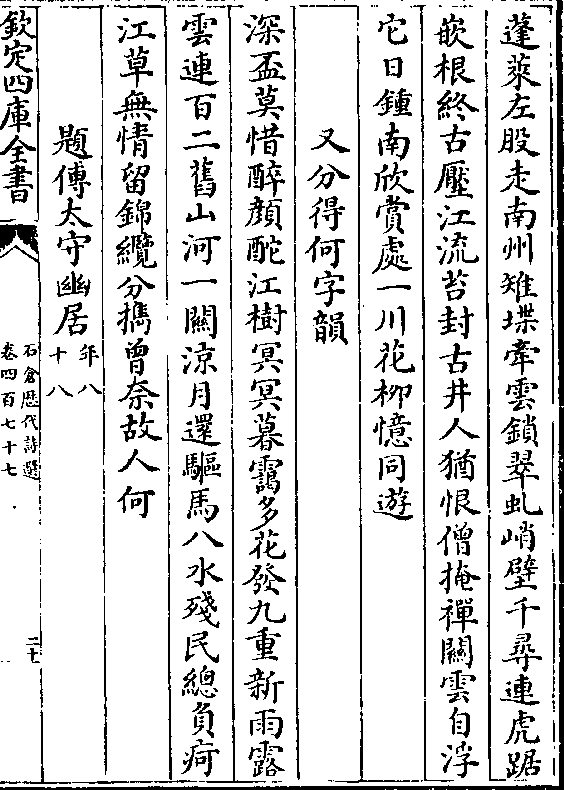 蓬萊左股走南州雉堞牽雲鎖翠虬峭壁千尋連虎踞
嵌根終古壓江流苔封古井人猶恨僧掩禪關雲自浮
它日鍾南欣賞處一川花柳憶同遊
又分得何字韻
深盃莫惜醉顔酡江樹冥冥暮靄多花發九重新雨露
雲連百二舊山河一關涼月還驅馬八水殘民總負疴
江草無情留錦纜分擕曾奈故人何
題傅太守幽居年八十八
欽定四庫全書
石倉歴代詩選
卷四百七十七
二十